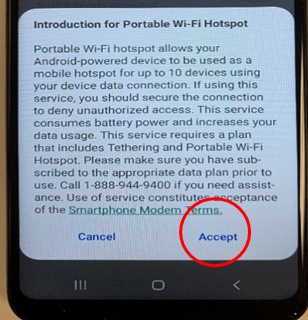 Introduction for Portable Wi-Fi Hotspot
Portable Wi-Fi hotspot allows your
Android-powered device to be used as a
mobile hotspot for up to 10 devices using
your device data connection. If using this
service, you should secure the connection
to deny unauthorized access. This service
consumes battery power and increases your
data usage. This service requires a plan
that includes Tethering and Portable Wi-Fi
Hotspot. Please make sure you have sub-
scribed to the appropriate data plan prior to
use. Call 1-888-944-9400 if you need assist-
ance. Use of service constitutes acceptance
of the Smartphone Modem Terms.
Cancel Accept